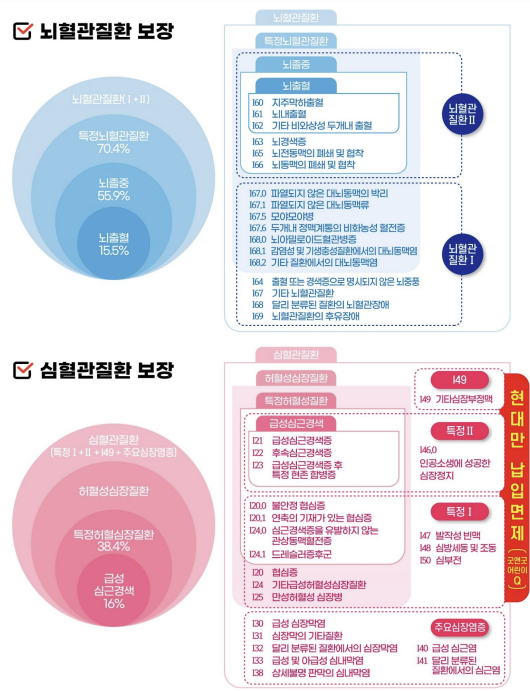 뇌혈관질환 보장
뇌혈관질환(Ⅰ+Ⅱ)
특정뇌혈관질환
70.4%
뇌졸중
55.9%
뇌출혈
15.5%
뇌혈관질환
특정뇌혈관질환
뇌졸중
뇌출혈
I60 지주막하출혈
I61 뇌내출혈
I62 기타 비외상성 두개내 출혈
I63 뇌경색증
I65 뇌전동맥의 폐쇄 및 협착
I66 뇌동맥의 폐쇄 및 협착
뇌혈관
질환Ⅱ
I67.0 파열되지 않은 대뇌동맥의 박리
I67.1 파열되지 않은 대뇌동맥류
I67.5 모야모야병
I67.6 두개내 정맥계통의 비화농성 혈전증
I68.0 뇌아밀로이드혈관병증
I68.1 감염성 및 기생충성질환에서의 대뇌동맥염
I68.2 기타 질환에서의 대뇌동맥염
I64 출혈 또는 경색증으로 명시되지 않은 뇌중풍
I67 기타 뇌혈관질환
I68 달리 분류된 질환의 뇌혈관장애
I69 뇌혈관질환의 후유장애
뇌혈관
질환Ⅰ
심혈관질환 보장
심혈관질환
(특정Ⅰ+Ⅱ+I49+주요심장염증)
허혈성심장질환
특정허혈심장질환
38.4%
급성
심근경색
16%
심혈관질환
허혈성심장질환
특정허혈성질환
급성심근경색
I21 급성심근경색증
I22 후속심근경색증
I23 급성심근경색증 후
특정 현존 합병증
I20.0 불안정 협심증
I20.1 연축의 기재가 있는 협심증
I24.0 심근경색증을 유발하지 않는
관상동맥혈전증
I24.1 드레슬러증후군
I20 협심증
I24 기타급성허혈심장질환
I25 만성허혈성 심장병
I49
I49 기타심장부정맥
특정Ⅱ
I46.0
인공소생에 성공한
심장정지
특정Ⅰ
I47 발작성 빈맥
I48 심방세동 및 조동
I50 심부전
I30 급성 심장막염
I31 심장막의 기타질환
I32 달리 분류된 질환에서의 심장막염
I33 급성 및 아급성 심내막염
I38 상세불명 판막의 심내막염
주요심장염증
I40 급성 심근염
I41 달리 분류된
질환에서의 심근염
현대만 납입면제
(굿앤굿
어린이
Q)